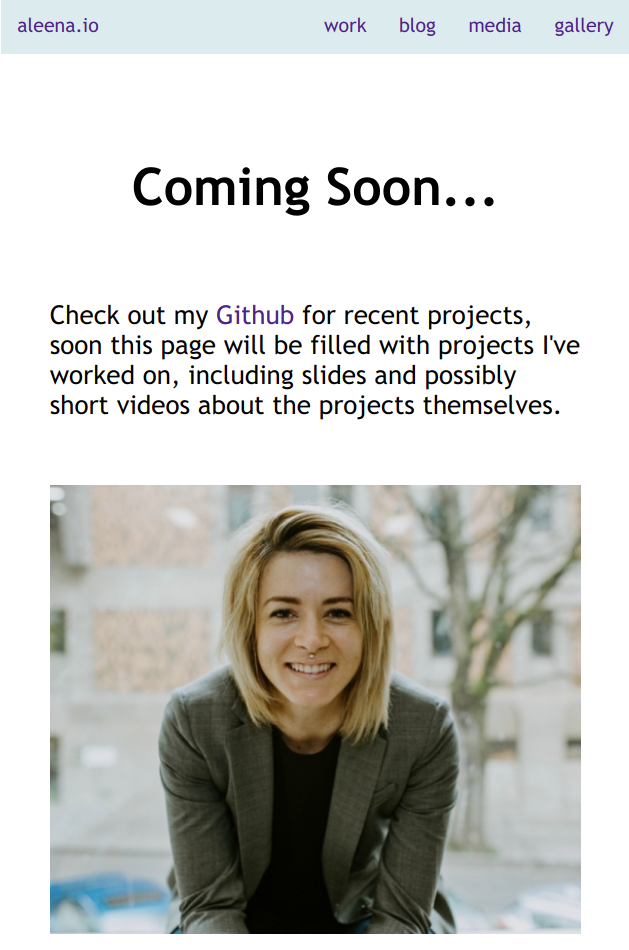 aleena.io work blog media gallery
Coming Soon...
Check out my Github for recent projects,
soon this page will be filled with projects I've
worked on, including slides and possibly
short videos about the projects themselves.